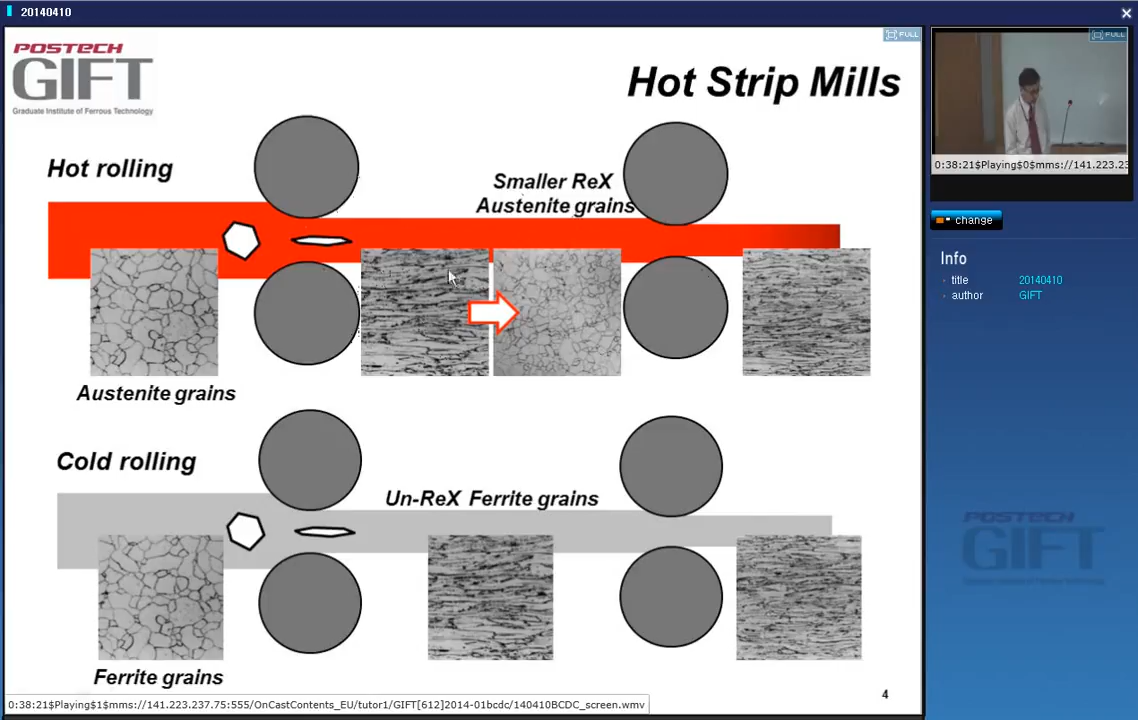 20140410
POSTECH
GIFT
Graduate Institute of Ferrous Technology
Hot Strip Mills
Hot rolling
Smaller ReX
Austenite grains
Austenite grains
Cold rolling
Un-ReX Ferrite grains
Ferrite grains
4
0:38:21$Playing$1$mms://141.223.237.75:555/OnCastContents_EU/tutor1/GIFT[612]2014-01bcdc/140410BCDC_screen.wmv
FULL
FULL
0:38:21$Playing$0$mms://141.223.23
change
Info
title 20140410
author GIFT
POSTECH
GIFT